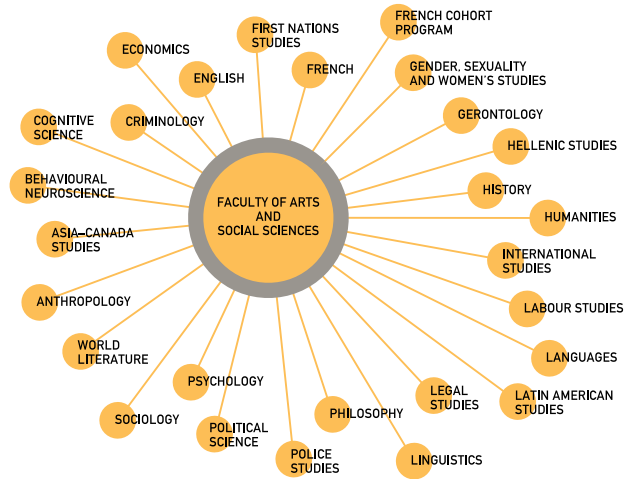 FACULTY OF ARTS
AND
SOCIAL SCIENCES
FIRST NATIONS
STUDIES
FRENCH
FRENCH COHORT
PROGRAM
GENDER, SEXUALITY
AND WOMEN'S STUDIES
GERONTOLOGY
HELLENIC STUDIES
HISTORY
HUMANITIES
INTERNATIONAL
STUDIES
LABOUR STUDIES
LANGUAGES
LATIN AMERICAN
STUDIES
LEGAL
STUDIES
LINGUISTICS
PHILOSOPHY
POLICE
STUDIES
POLITICAL
SCIENCE
PSYCHOLOGY
SOCIOLOGY
WORLD
LITERATURE
ANTHROPOLOGY
ASIA–CANADA
STUDIES
BEHAVIOURAL
NEUROSCIENCE
COGNITIVE
SCIENCE
CRIMINOLOGY
ECONOMICS
ENGLISH